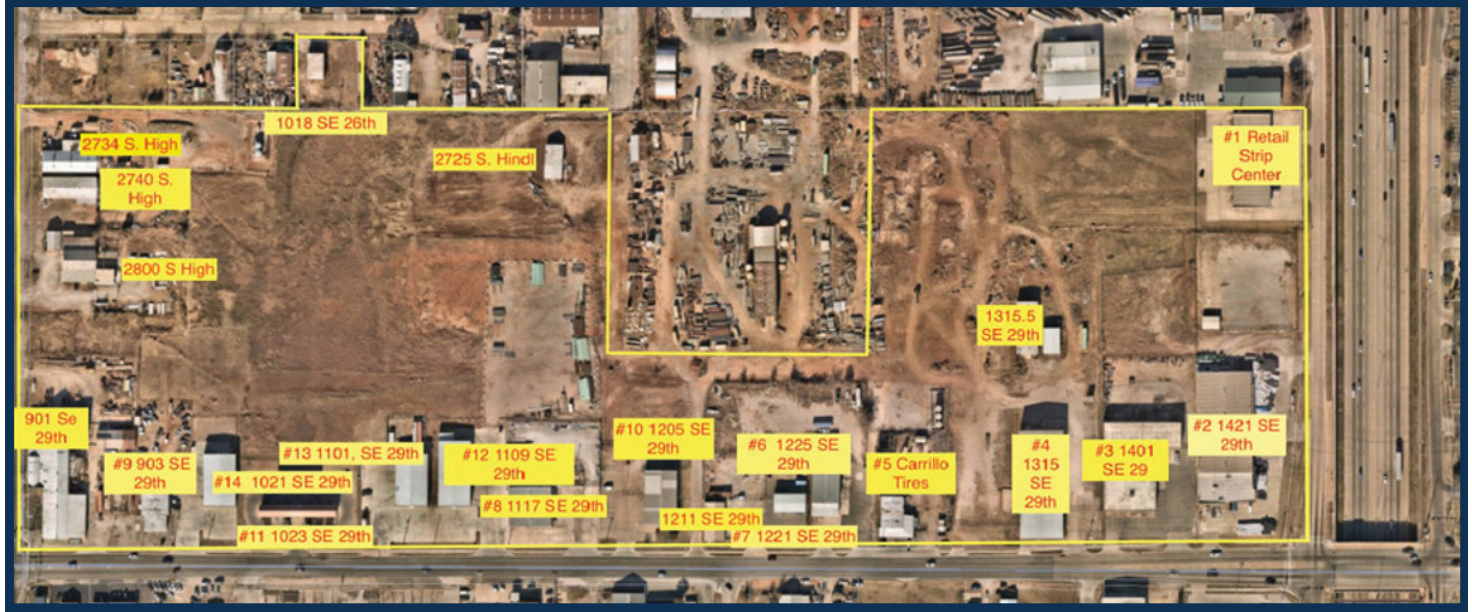 1018 SE 26th
2734 S. High
2740 S.
High
2725 S. Hindl
#1 Retail
Strip
Center
2800 S High
1315.5
SE 29th
901 Se
29th
#9 903 SE
29th
#14 1021 SE 29th
#13 1101, SE 29th
#11 1023 SE 29th
#12 1109 SE
29th
#8 1117 SE 29th
#10 1205 SE
29th
1211 SE 29th
#6 1225 SE
29th
#7 1221 SE 29th
#5 Carrillo
Tires
#4
1315
SE
29th
#3 1401
SE 29
#2 1421 SE
29th